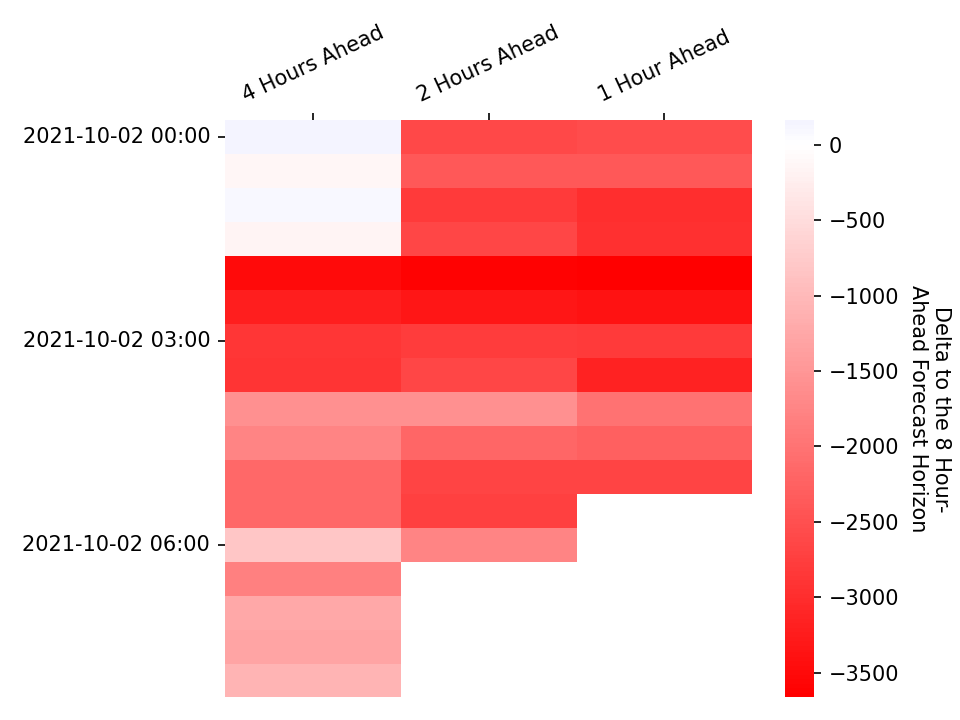 4 Hours Ahead
2 Hours Ahead
1 Hour Ahead
2021-10-02 00:00
2021-10-02 03:00
2021-10-02 06:00
0
−500
−1000
−1500
−2000
−2500
−3000
−3500
Delta to the 8 Hour-
Ahead Forecast Horizon